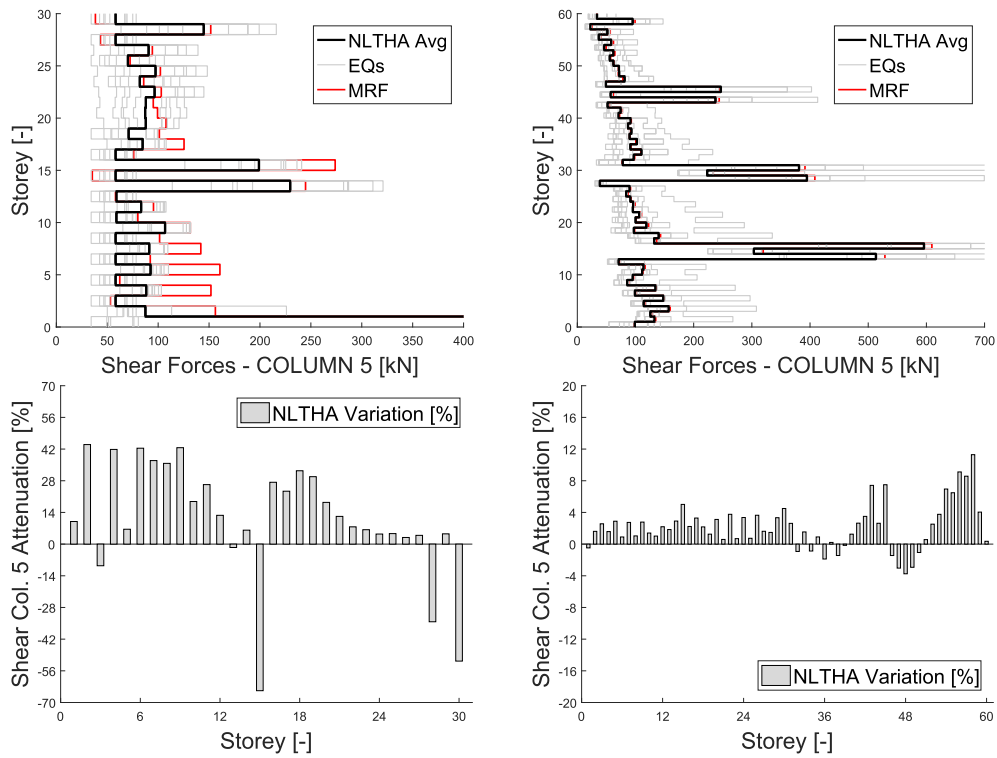 30
25
20
15
10
5
0
Storey [-]
NLTHA Avg
EQs
MRF
0 50 100 150 200 250 300 350 400
Shear Forces - COLUMN 5 [kN]
60
50
40
30
20
10
0
Storey [-]
NLTHA Avg
EQs
MRF
0 100 200 300 400 500 600 700
Shear Forces - COLUMN 5 [kN]
70
56
42
28
14
0
-14
-28
-42
-56
-70
Shear Col. 5 Attenuation [%]
NLTHA Variation [%]
0 6 12 18 24 30
Storey [-]
20
16
12
8
4
0
-4
-8
-12
-16
-20
Shear Col. 5 Attenuation [%]
NLTHA Variation [%]
0 12 24 36 48 60
Storey [-]